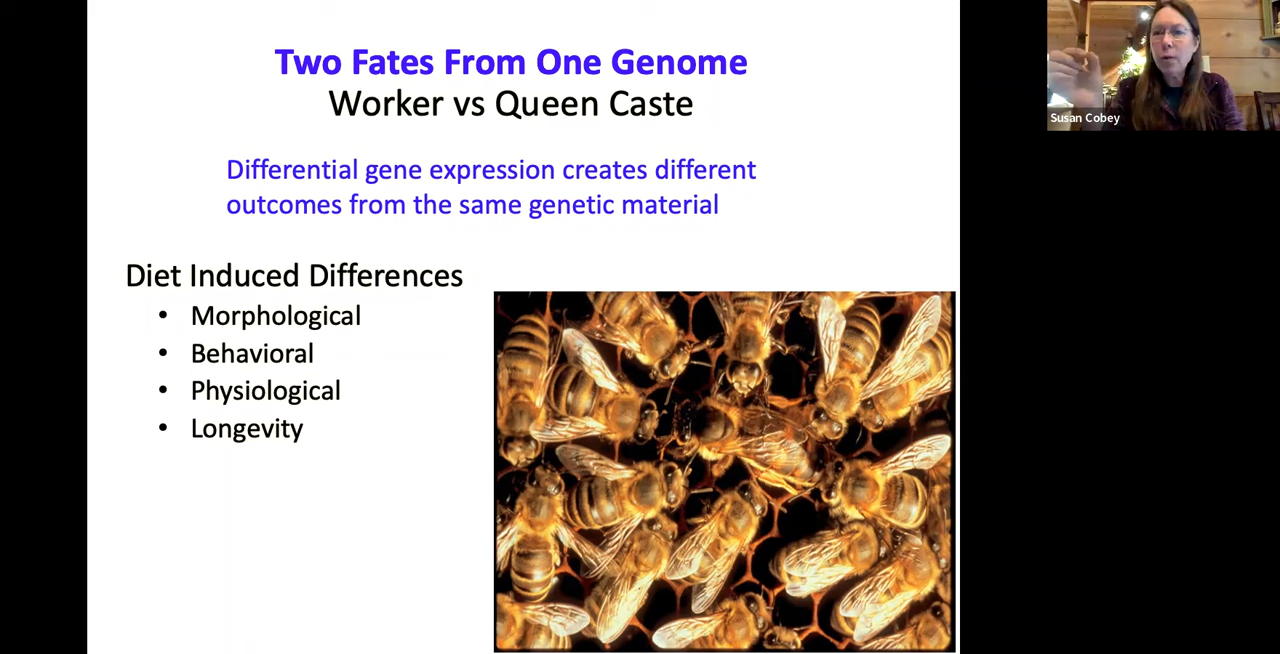 Two Fates From One Genome
Worker vs Queen Caste
Differential gene expression creates different
outcomes from the same genetic material
Diet Induced Differences
• Morphological
• Behavioral
• Physiological
• Longevity
Susan Cobey